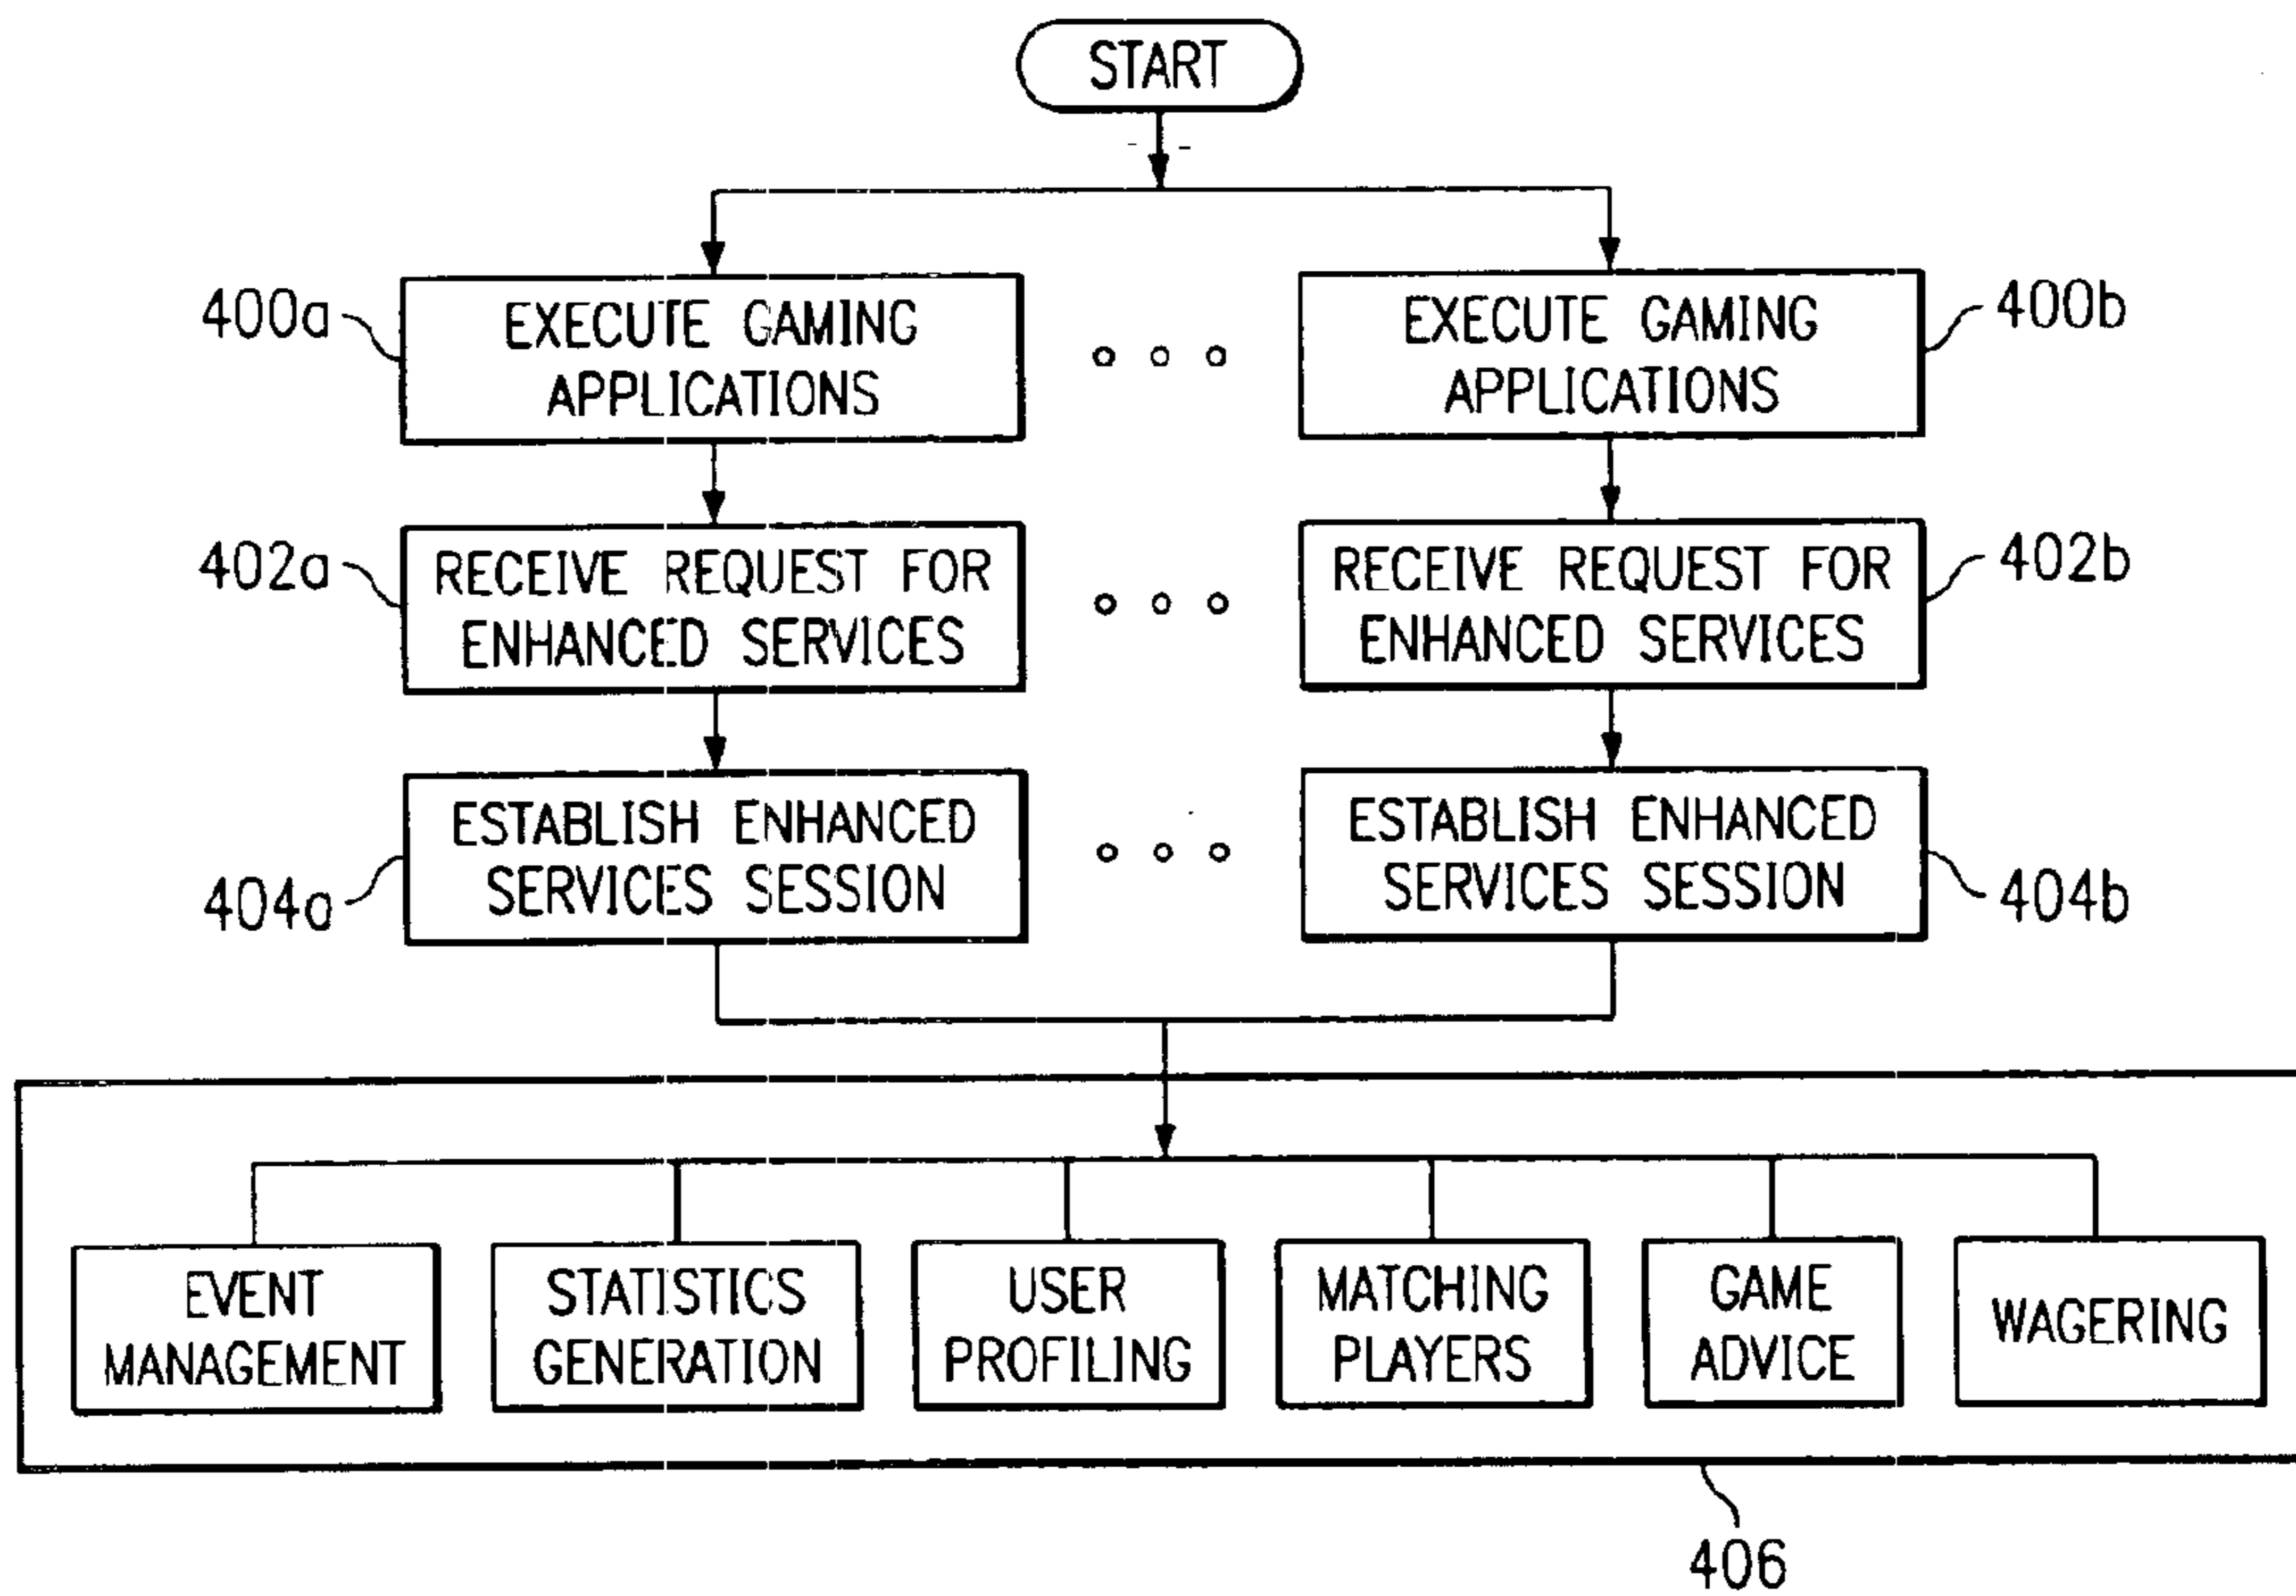 START
400a
EXECUTE GAMING
APPLICATIONS
EXECUTE GAMING
APPLICATIONS
400b
402a
RECEIVE REQUEST FOR
ENHANCED SERVICES
RECEIVE REQUEST FOR
ENHANCED SERVICES
402b
404a
ESTABLISH ENHANCED
SERVICES SESSION
ESTABLISH ENHANCED
SERVICES SESSION
404b
EVENT
MANAGEMENT
STATISTICS
GENERATION
USER
PROFILING
MATCHING
PLAYERS
GAME
ADVICE
WAGERING
406